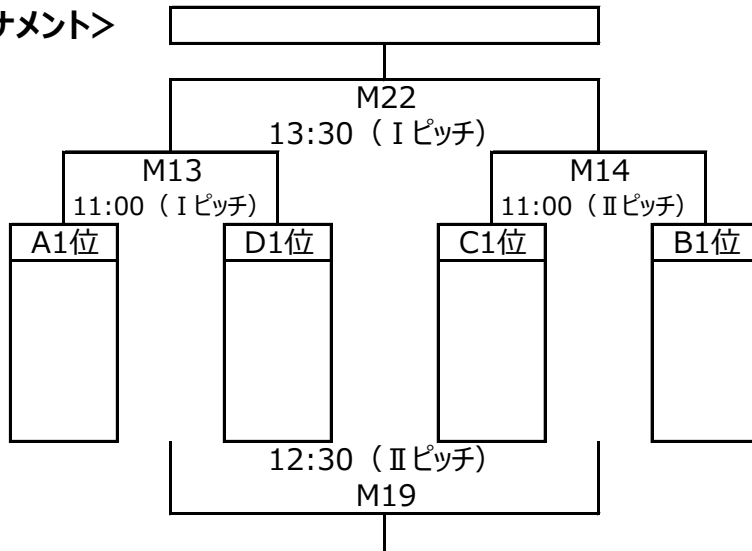 ナメント＞
M22
13:30（Ⅰピッチ）
M13
M14
11:00（Ⅰピッチ）
11:00（Ⅱピッチ）
A1位
D1位
C1位
B1位
12:30（Ⅱピッチ）
M19